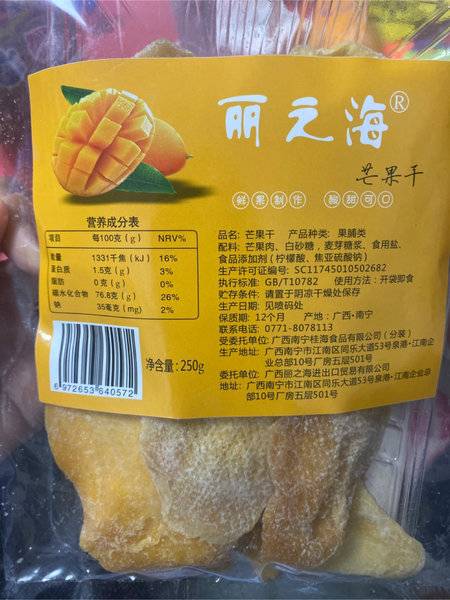 丽之海®
芒果干
鲜果制作 酸甜可口
营养成分表
项目 每100克(g) NRV%
能量 1331千焦(kJ) 16%
蛋白质 1.5克(g) 3%
脂肪 0克(g) 0%
碳水化合物 76.8克(g) 26%
钠 35毫克(mg) 2%
净含量:250g
6972653640572
品名: 芒果干 产品种类: 果脯类
配料: 芒果肉、白砂糖, 麦芽糖浆、食用盐、
食品添加剂(柠檬酸、焦亚硫酸钠)
生产许可证编号: SC11745010502682
执行标准: GB/T10782 使用方法: 开袋即食
贮存条件: 请置于阴凉干燥处保存
生产日期: 见喷码处
保质期: 12个月 产地: 广西·南宁
联系电话: 0771-8078113
受委托单位: 广西南宁桂海食品有限公司(分装)
地址: 广西南宁市江南区同乐大道53号泉港·江南企
业总部10号厂房五层501号
委托单位: 广西丽之海进出口贸易有限公司
地址: 广西南宁市江南区同乐大道53号泉港·江南企业总
部10号厂房五层501号